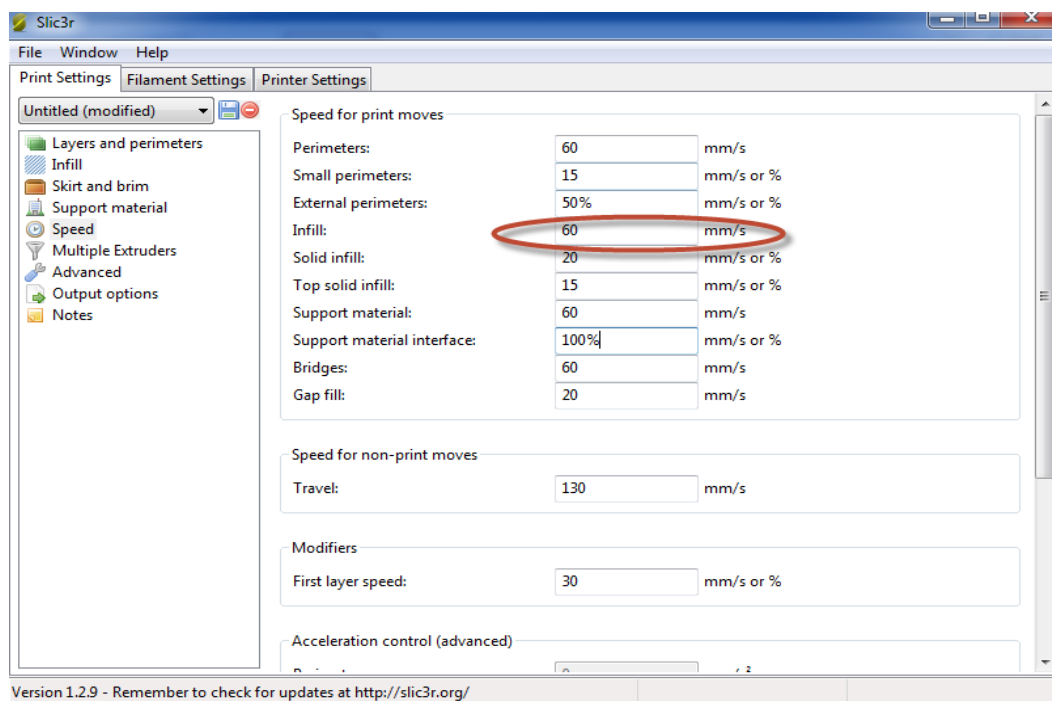 Slic3r
File Window Help
Print Settings Filament Settings Printer Settings
Untitled (modified)
Layers and perimeters
Infill
Skirt and brim
Support material
Speed
Multiple Extruders
Advanced
Output options
Notes
Speed for print moves
Perimeters: 60 mm/s
Small perimeters: 15 mm/s or %
External perimeters: 50% mm/s or %
Infill: 60 mm/s
Solid infill: 20 mm/s or %
Top solid infill: 15 mm/s or %
Support material: 60 mm/s
Support material interface: 100% mm/s or %
Bridges: 60 mm/s
Gap fill: 20 mm/s
Speed for non-print moves
Travel: 130 mm/s
Modifiers
First layer speed: 30 mm/s or %
Acceleration control (advanced)
Version 1.2.9 - Remember to check for updates at http://slic3r.org/